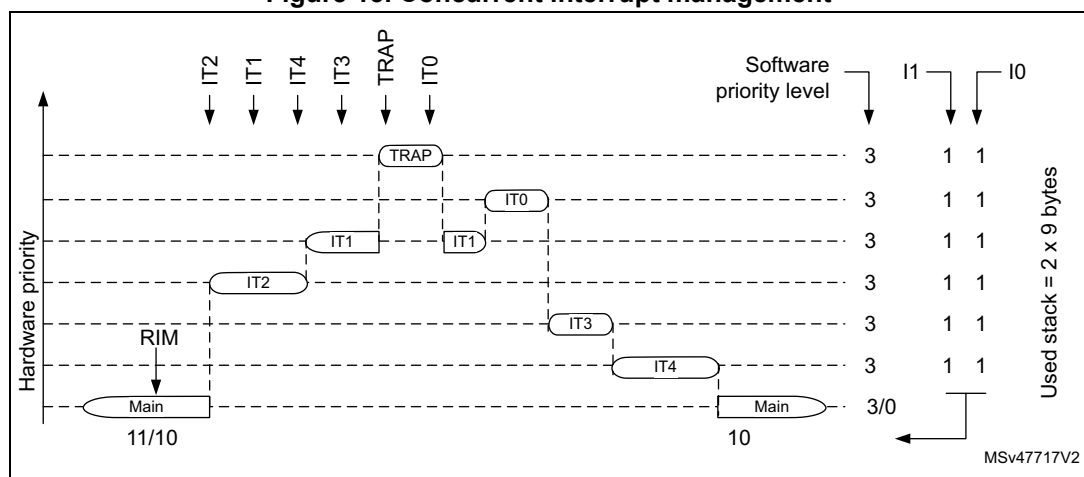 Figure 16. Concurrent interrupt management
IT2
IT1
IT4
IT3
TRAP
IT0
Software
priority level
I1
I0
TRAP
3
1 1
IT0
3
1 1
IT1
IT1
3
1 1
IT2
3
1 1
IT3
3
1 1
RIM
IT4
3
1 1
Main
Main
3/0
11/10
10
Hardware priority
Used stack = 2 x 9 bytes
MSv47717V2